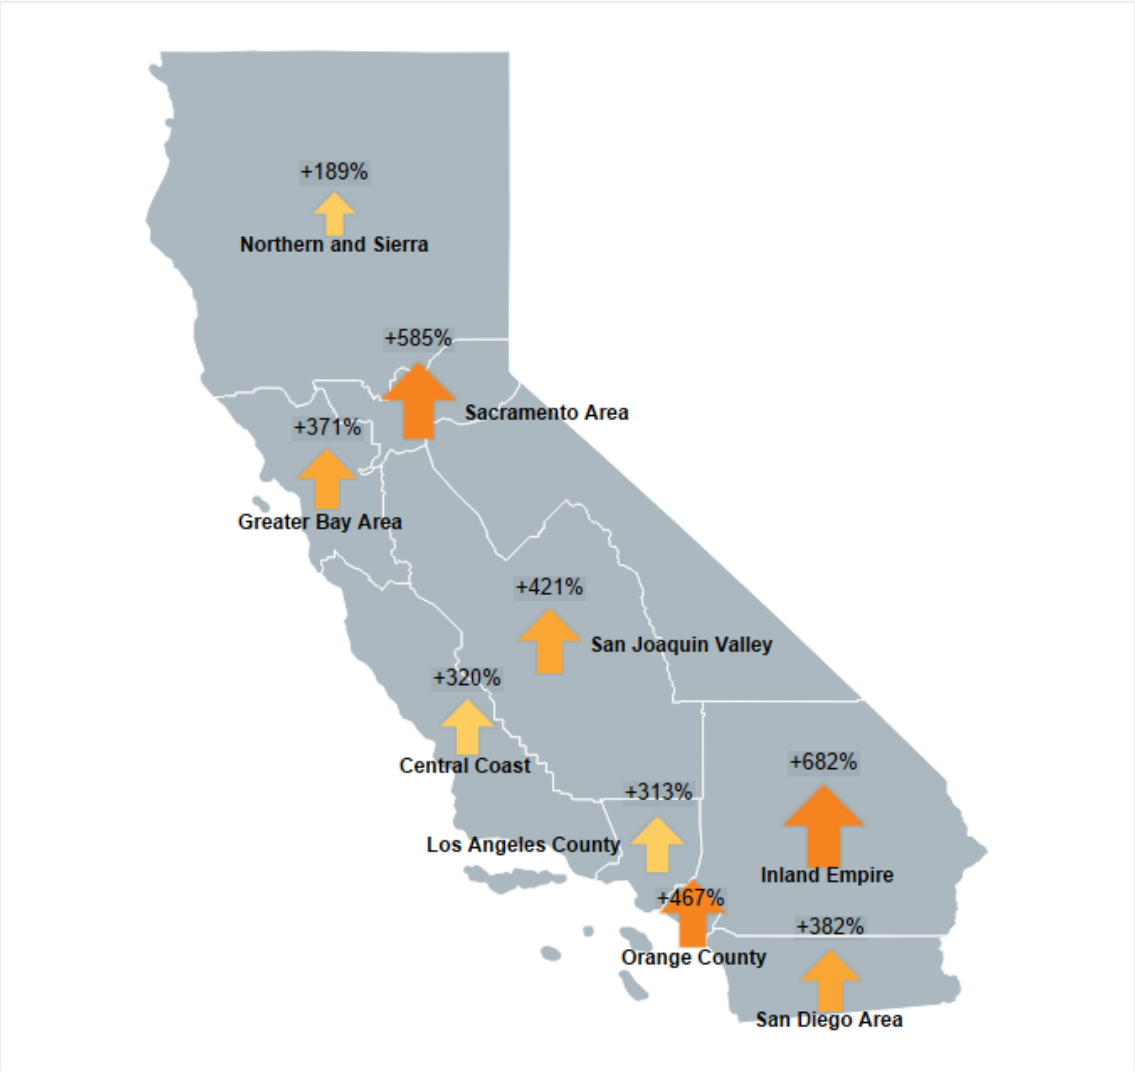 +189%
Northern and Sierra
+585%
Sacramento Area
+371%
Greater Bay Area
+421%
San Joaquin Valley
+320%
Central Coast
+682%
Inland Empire
+313%
Los Angeles County
+467%
Orange County
+382%
San Diego Area